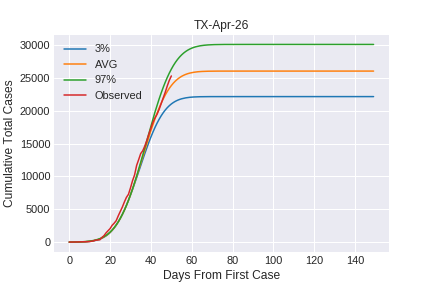 TX-Apr-26
Cumulative Total Cases
30000
25000
20000
15000
10000
5000
0
3%
AVG
97%
Observed
0 20 40 60 80 100 120 140
Days From First Case